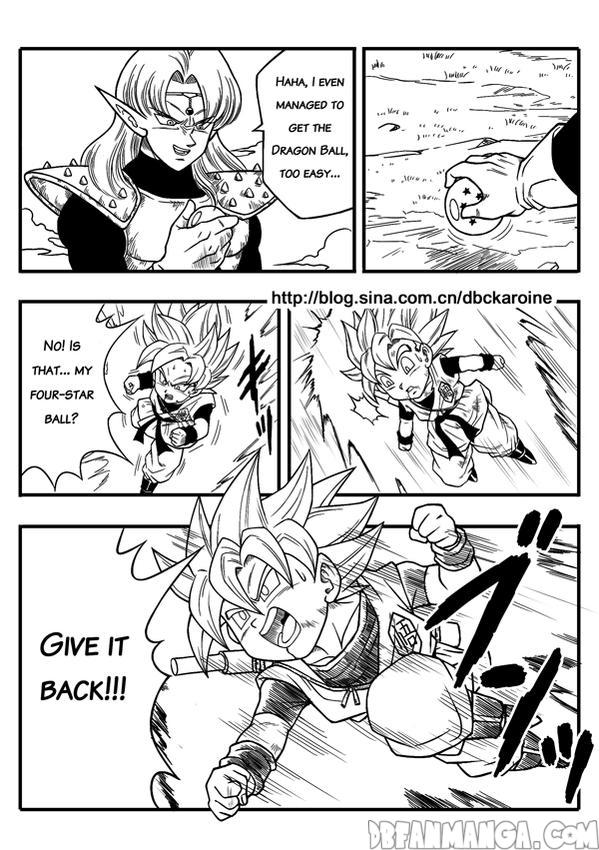 HAHA, I EVEN
MANAGED TO
GET THE
DRAGON BALL,
TOO EASY...
http://blog.sina.com.cn/dbckaroine
NO! IS
THAT... MY
FOUR-STAR
BALL?
GIVE IT
BACK!!!
DBFANMANGA.COM